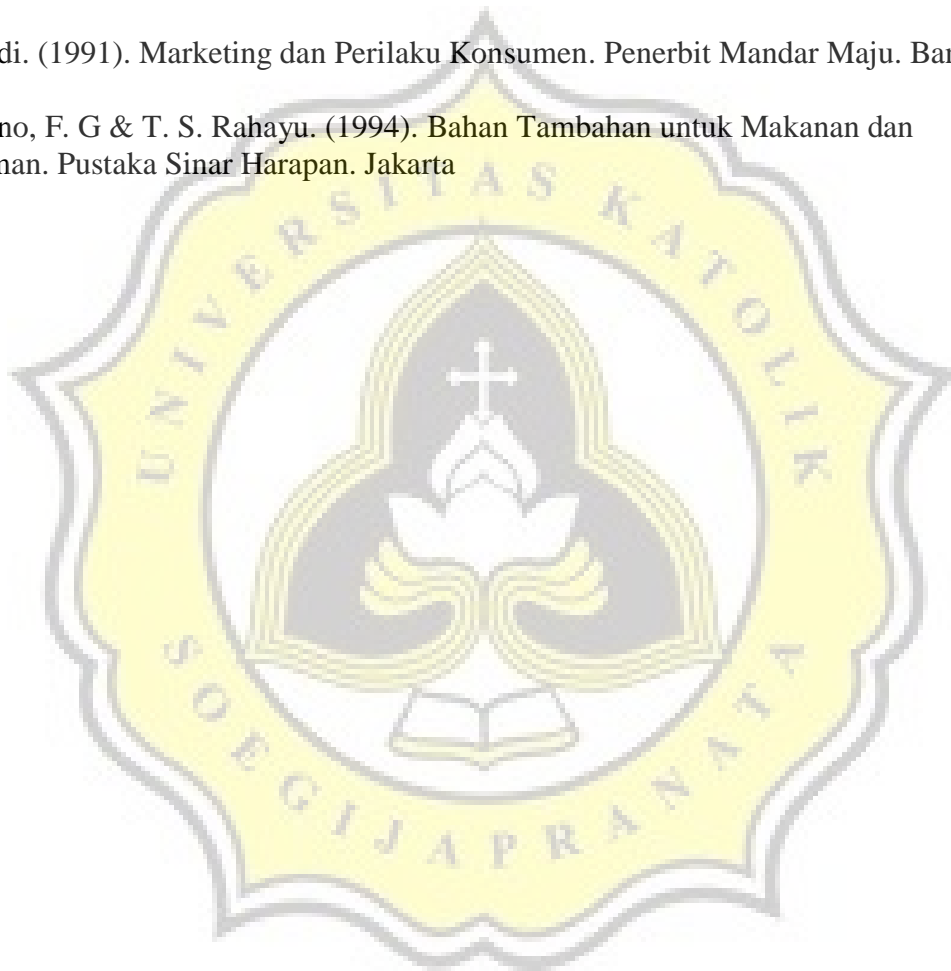 di. (1991). Marketing dan Perilaku Konsumen. Penerbit Mandar Maju. Ban
no, F. G & T. S. Rahayu. (1994). Bahan Tambahan untuk Makanan dan
nan. Pustaka Sinar Harapan. Jakarta
UNIVERSITAS KATOLIK
SOEGIJAPRANATA